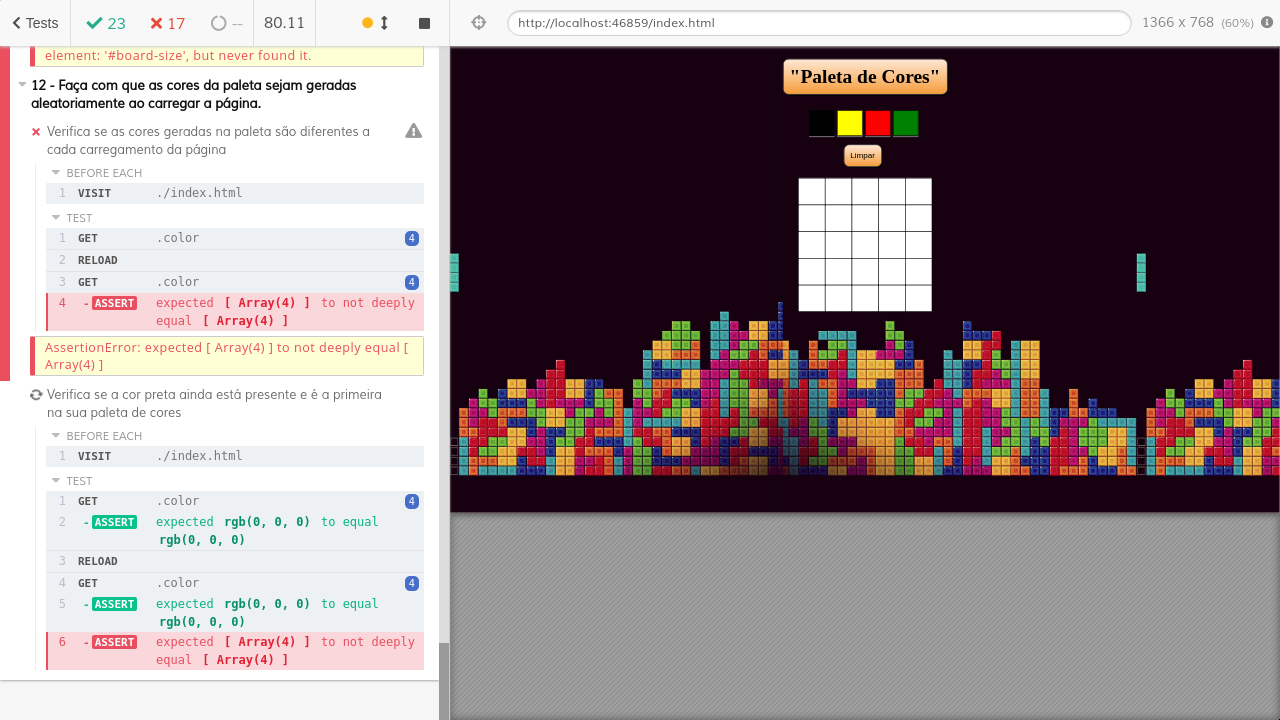 Tests
23
17
--
80.11
http://localhost:46859/index.html
1366 x 768 (60%)
element: '#board-size', but never found it.
12 - Faça com que as cores da paleta sejam geradas
aleatoriamente ao carregar a página.
Verifica se as cores geradas na paleta são diferentes a
cada carregamento da página
BEFORE EACH
1 VISIT ./index.html
TEST
1 GET .color 4
2 RELOAD
3 GET .color 4
4 -ASSERT expected [ Array(4) ] to not deeply
equal [ Array(4) ]
AssertionError: expected [ Array(4) ] to not deeply equal [
Array(4) ]
Verifica se a cor preta ainda está presente e é a primeira
na sua paleta de cores
BEFORE EACH
1 VISIT ./index.html
TEST
1 GET .color 4
2 -ASSERT expected rgb(0, 0, 0) to equal
rgb(0, 0, 0)
3 RELOAD
4 GET .color 4
5 -ASSERT expected rgb(0, 0, 0) to equal
rgb(0, 0, 0)
6 -ASSERT expected [ Array(4) ] to not deeply
equal [ Array(4) ]
"Paleta de Cores"
Limpar